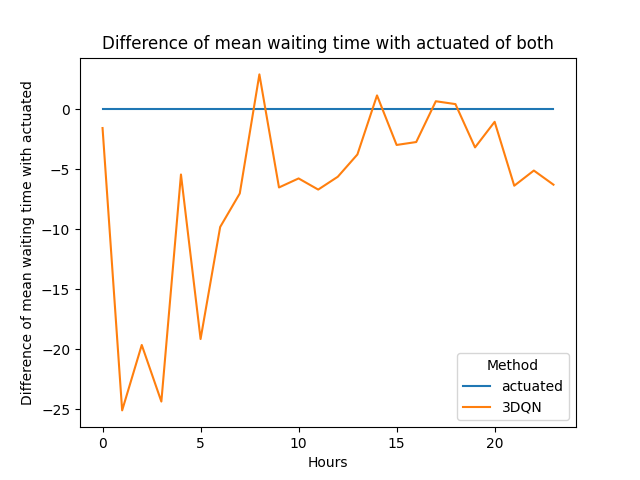 Difference of mean waiting time with actuated of both
Difference of mean waiting time with actuated
0
−5
−10
−15
−20
−25
0 5 10 15 20
Hours
Method
actuated
3DQN